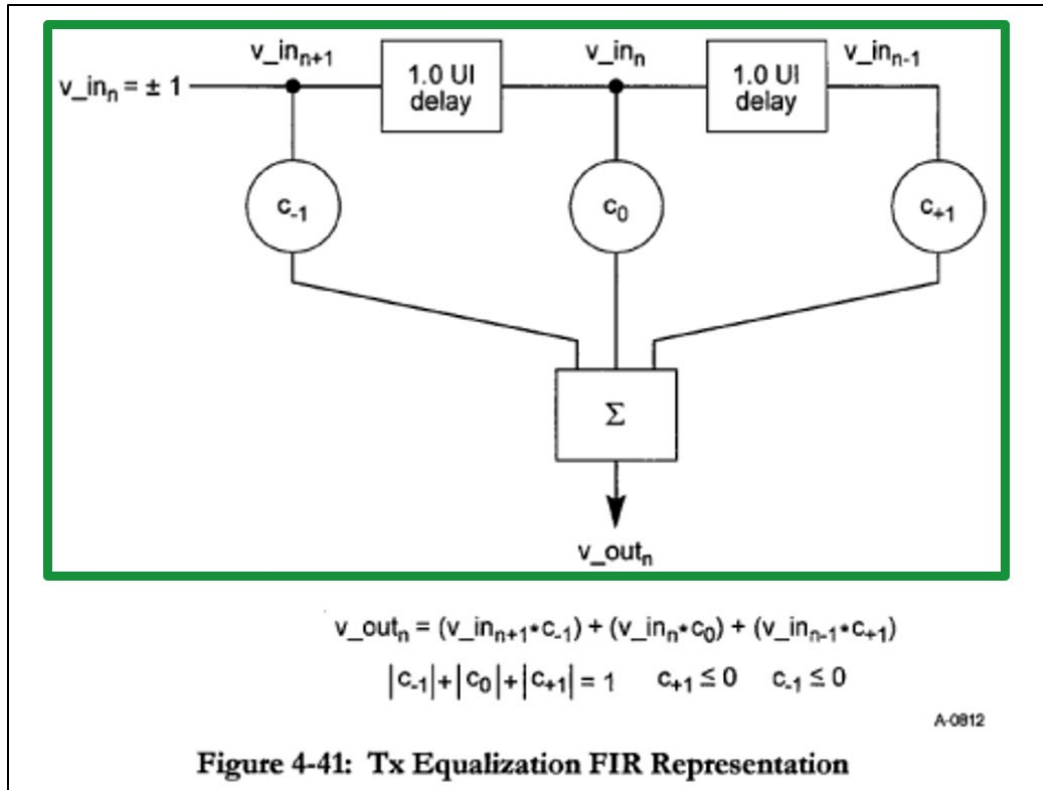 v_inₙ₊₁ v_inₙ v_inₙ₋₁
v_inₙ = ± 1
1.0 UI
delay
1.0 UI
delay
c₋₁ c₀ c₊₁
Σ
v_outₙ
v_outₙ = (v_inₙ₊₁•c₋₁) + (v_inₙ•c₀) + (v_inₙ₋₁•c₊₁)
|c₋₁|+|c₀|+|c₊₁| = 1 c₊₁ ≤ 0 c₋₁ ≤ 0
A-0812
Figure 4-41: Tx Equalization FIR Representation